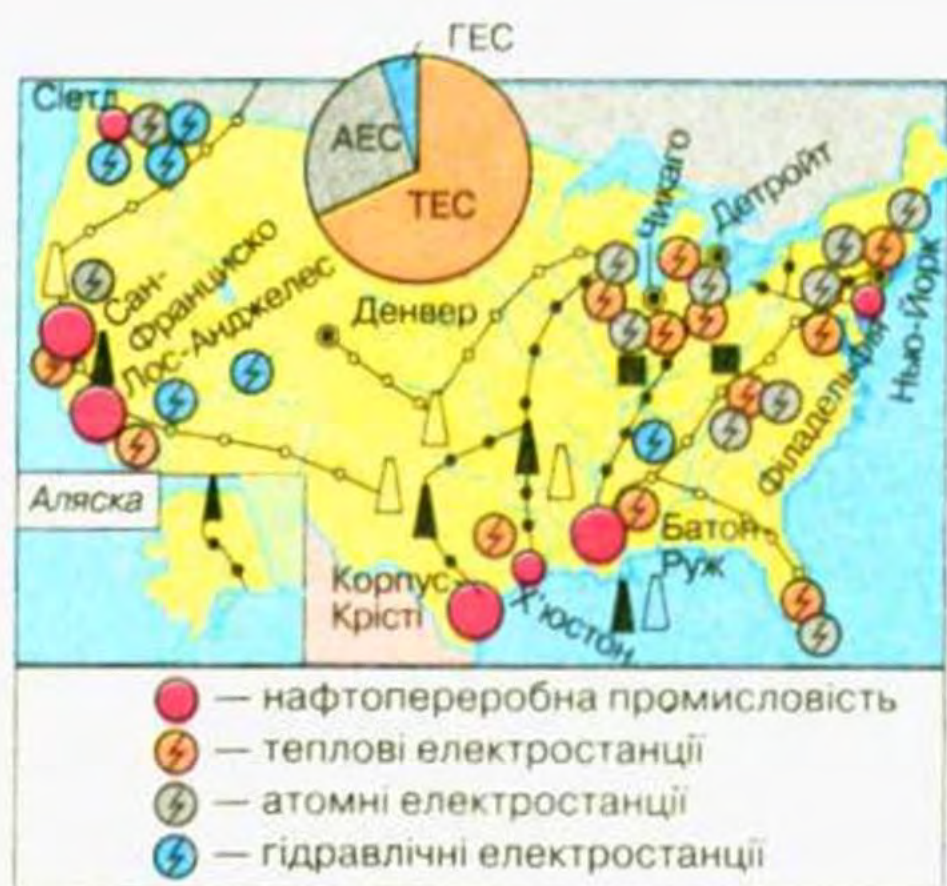 ГЕС
АЕС
ТЕС
Сіетл
Сан-
Франциско
Лос-Анджелес
Денвер
Чикаго
Детройт
Нью-Йорк
Філадельфія
Аляска
Батон-
Руж
Корпус-
Крісті
Х'юстон
— нафтопереробна промисловість
— теплові електростанції
— атомні електростанції
— гідравлічні електростанції